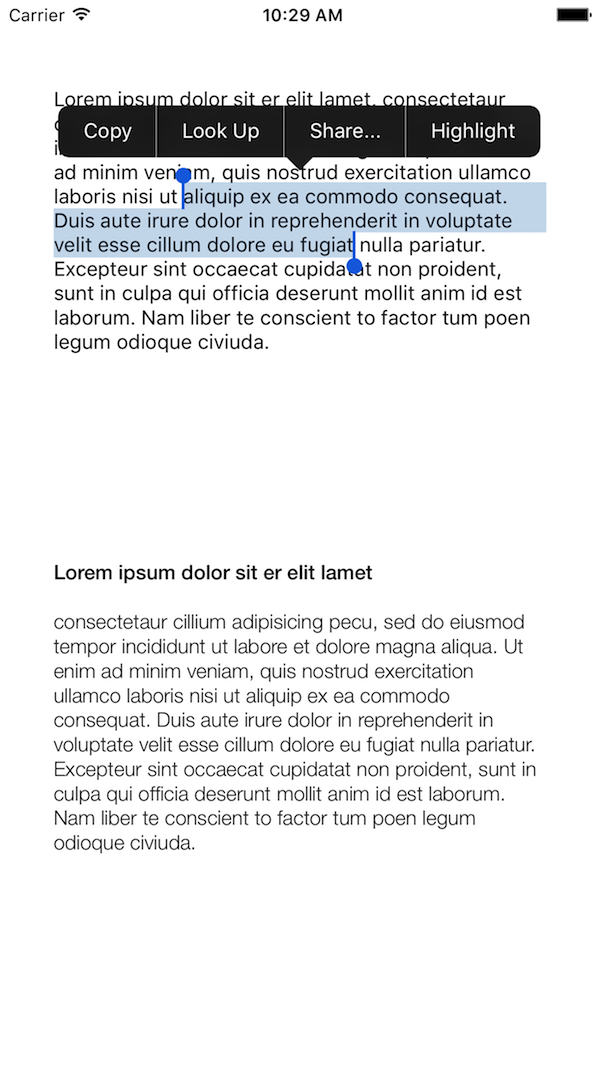 Carrier 10:29 AM
Lorem ipsum dolor sit er elit lamet, consectetaur
Copy Look Up Share... Highlight
ad minim veniam, quis nostrud exercitation ullamco
laboris nisi ut aliquip ex ea commodo consequat.
Duis aute irure dolor in reprehenderit in voluptate
velit esse cillum dolore eu fugiat nulla pariatur.
Excepteur sint occaecat cupidatat non proident,
sunt in culpa qui officia deserunt mollit anim id est
laborum. Nam liber te conscient to factor tum poen
legum odioque civiuda.
Lorem ipsum dolor sit er elit lamet
consectetaur cillium adipisicing pecu, sed do eiusmod
tempor incididunt ut labore et dolore magna aliqua. Ut
enim ad minim veniam, quis nostrud exercitation
ullamco laboris nisi ut aliquip ex ea commodo
consequat. Duis aute irure dolor in reprehenderit in
voluptate velit esse cillum dolore eu fugiat nulla pariatur.
Excepteur sint occaecat cupidatat non proident, sunt in
culpa qui officia deserunt mollit anim id est laborum.
Nam liber te conscient to factor tum poen legum
odioque civiuda.